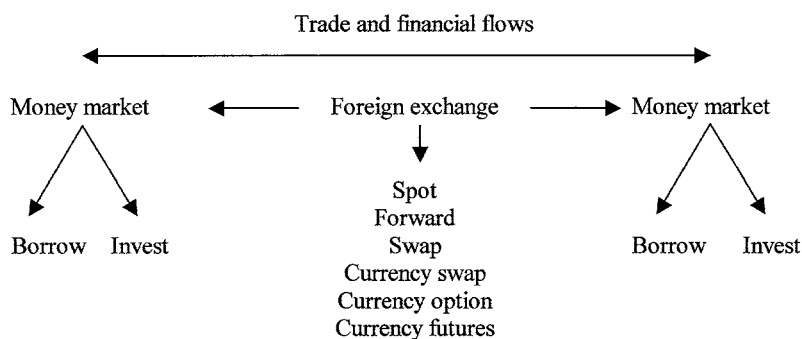 Trade and financial flows
Money market Foreign exchange Money market
Borrow Invest
Spot
Forward
Swap
Currency swap
Currency option
Currency futures
Borrow Invest